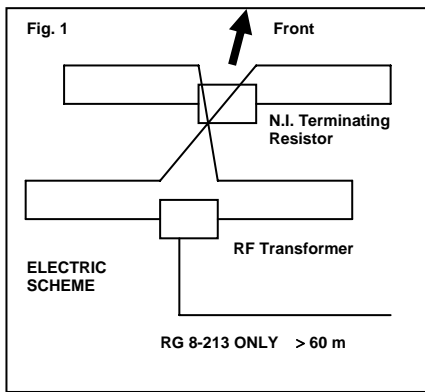 Fig. 1
Front
N.I. Terminating
Resistor
RF Transformer
ELECTRIC
SCHEME
RG 8-213 ONLY > 60 m